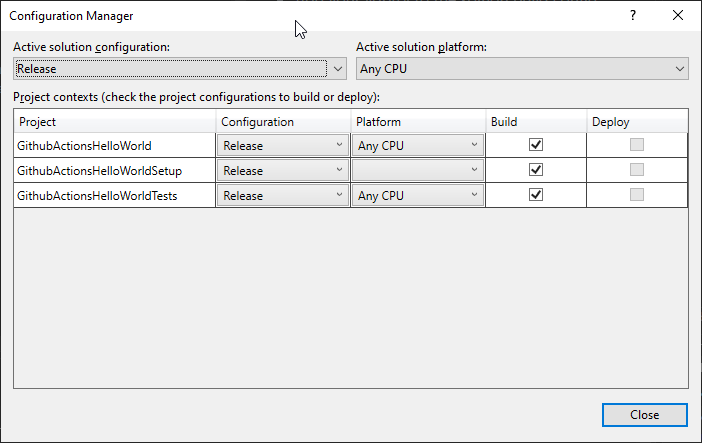 Configuration Manager
Active solution configuration: Active solution platform:
Release Any CPU
Project contexts (check the project configurations to build or deploy):
Project Configuration Platform Build Deploy
GithubActionsHelloWorld Release Any CPU
GithubActionsHelloWorldSetup Release
GithubActionsHelloWorldTests Release Any CPU
Close